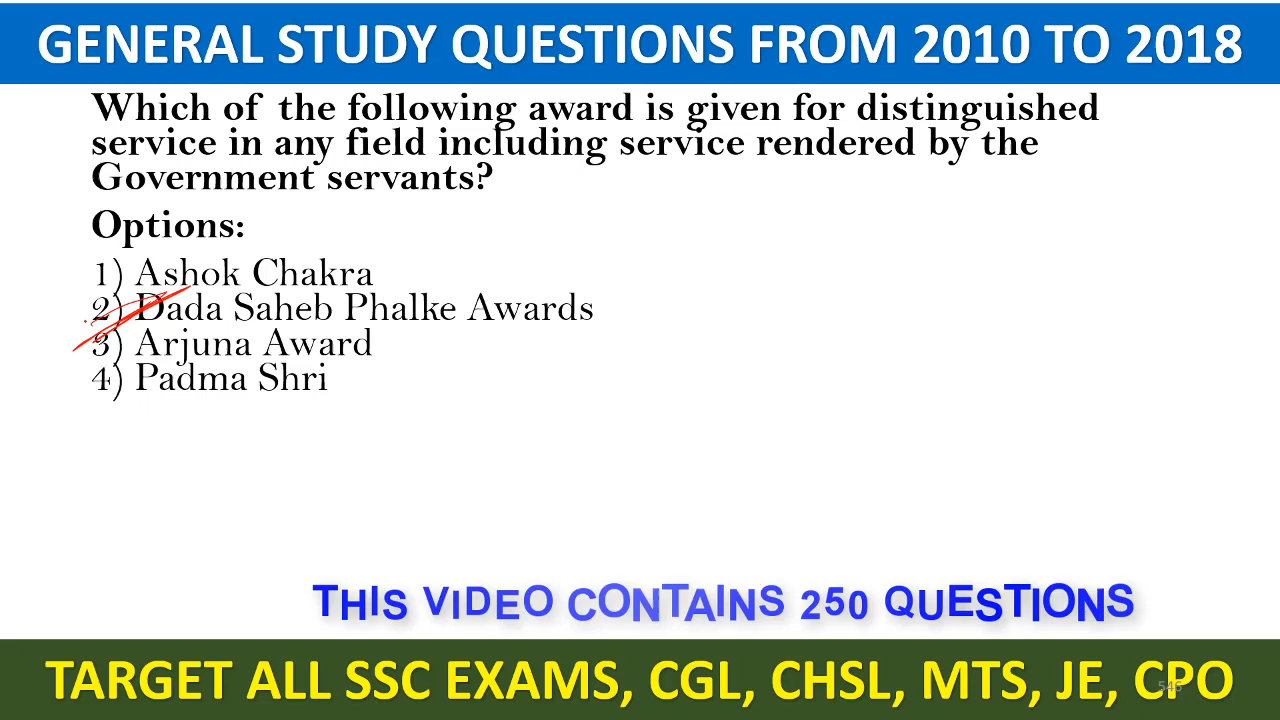 GENERAL STUDY QUESTIONS FROM 2010 TO 2018
Which of the following award is given for distinguished
service in any field including service rendered by the
Government servants?
Options:
1) Ashok Chakra
2) Dada Saheb Phalke Awards
3) Arjuna Award
4) Padma Shri
THIS VIDEO CONTAINS 250 QUESTIONS
TARGET ALL SSC EXAMS, CGL, CHSL, MTS, JE, CPO
546